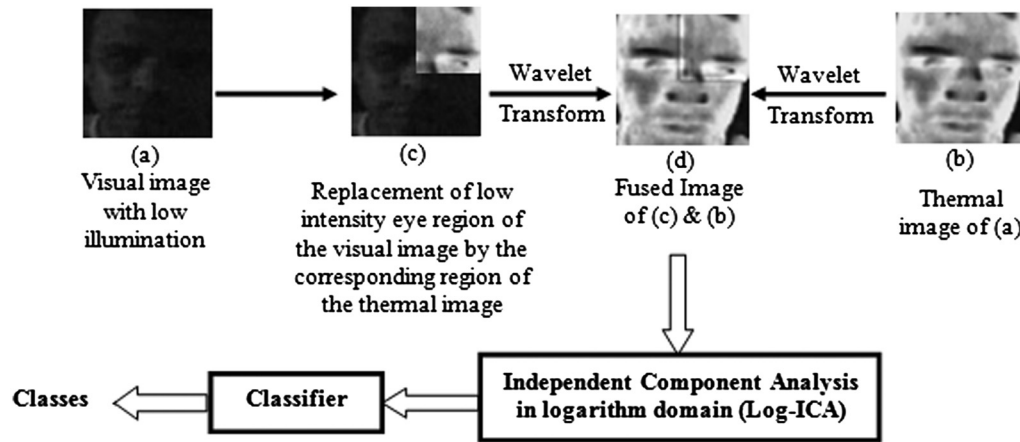 Wavelet
Transform
Wavelet
Transform
(a)
Visual image
with low
illumination
(c)
Replacement of low
intensity eye region of
the visual image by the
corresponding region of
the thermal image
(d)
Fused Image
of (c) & (b)
(b)
Thermal
image of (a)
Independent Component Analysis
in logarithm domain (Log-ICA)
Classifier
Classes